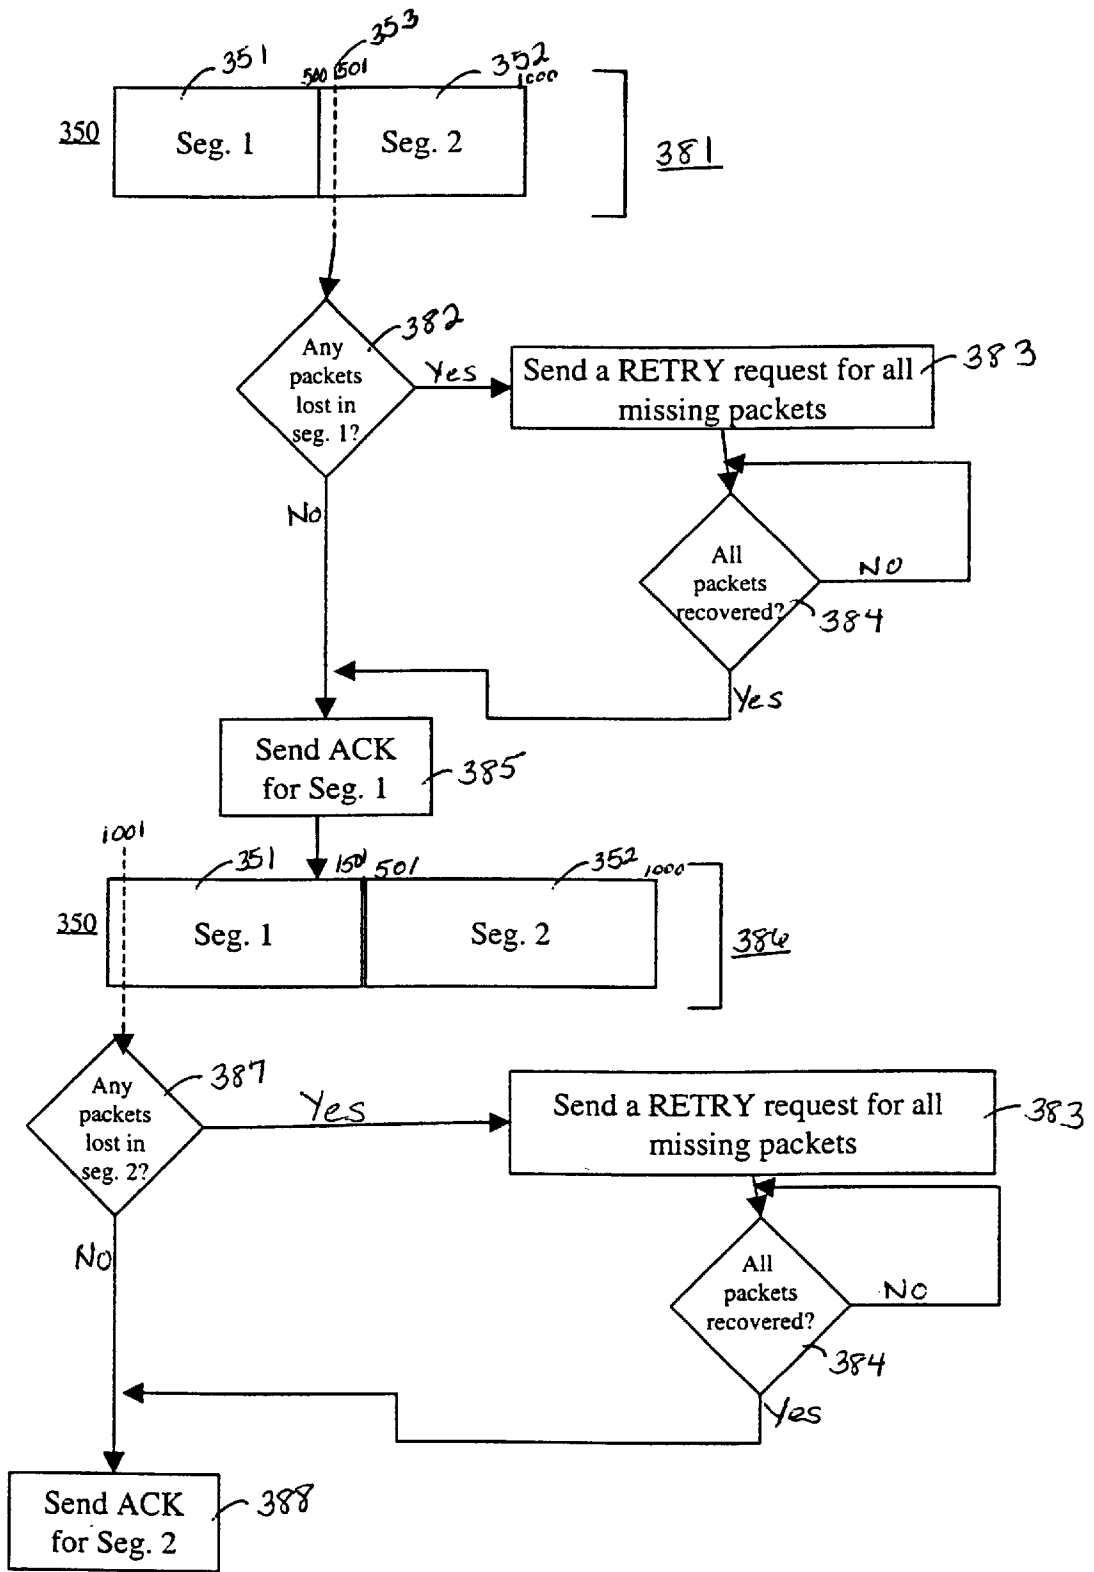 353
351
500
501
352
1000
350
Seg. 1
Seg. 2
381
382
Any
packets
lost in
seg. 1?
Yes
Send a RETRY request for all
missing packets
383
No
All
packets
recovered?
NO
384
Yes
Send ACK
for Seg. 1
385
1001
351
1501
501
352
1000
350
Seg. 1
Seg. 2
386
387
Any
packets
lost in
seg. 2?
Yes
Send a RETRY request for all
missing packets
383
No
All
packets
recovered?
NO
384
Yes
Send ACK
for Seg. 2
388